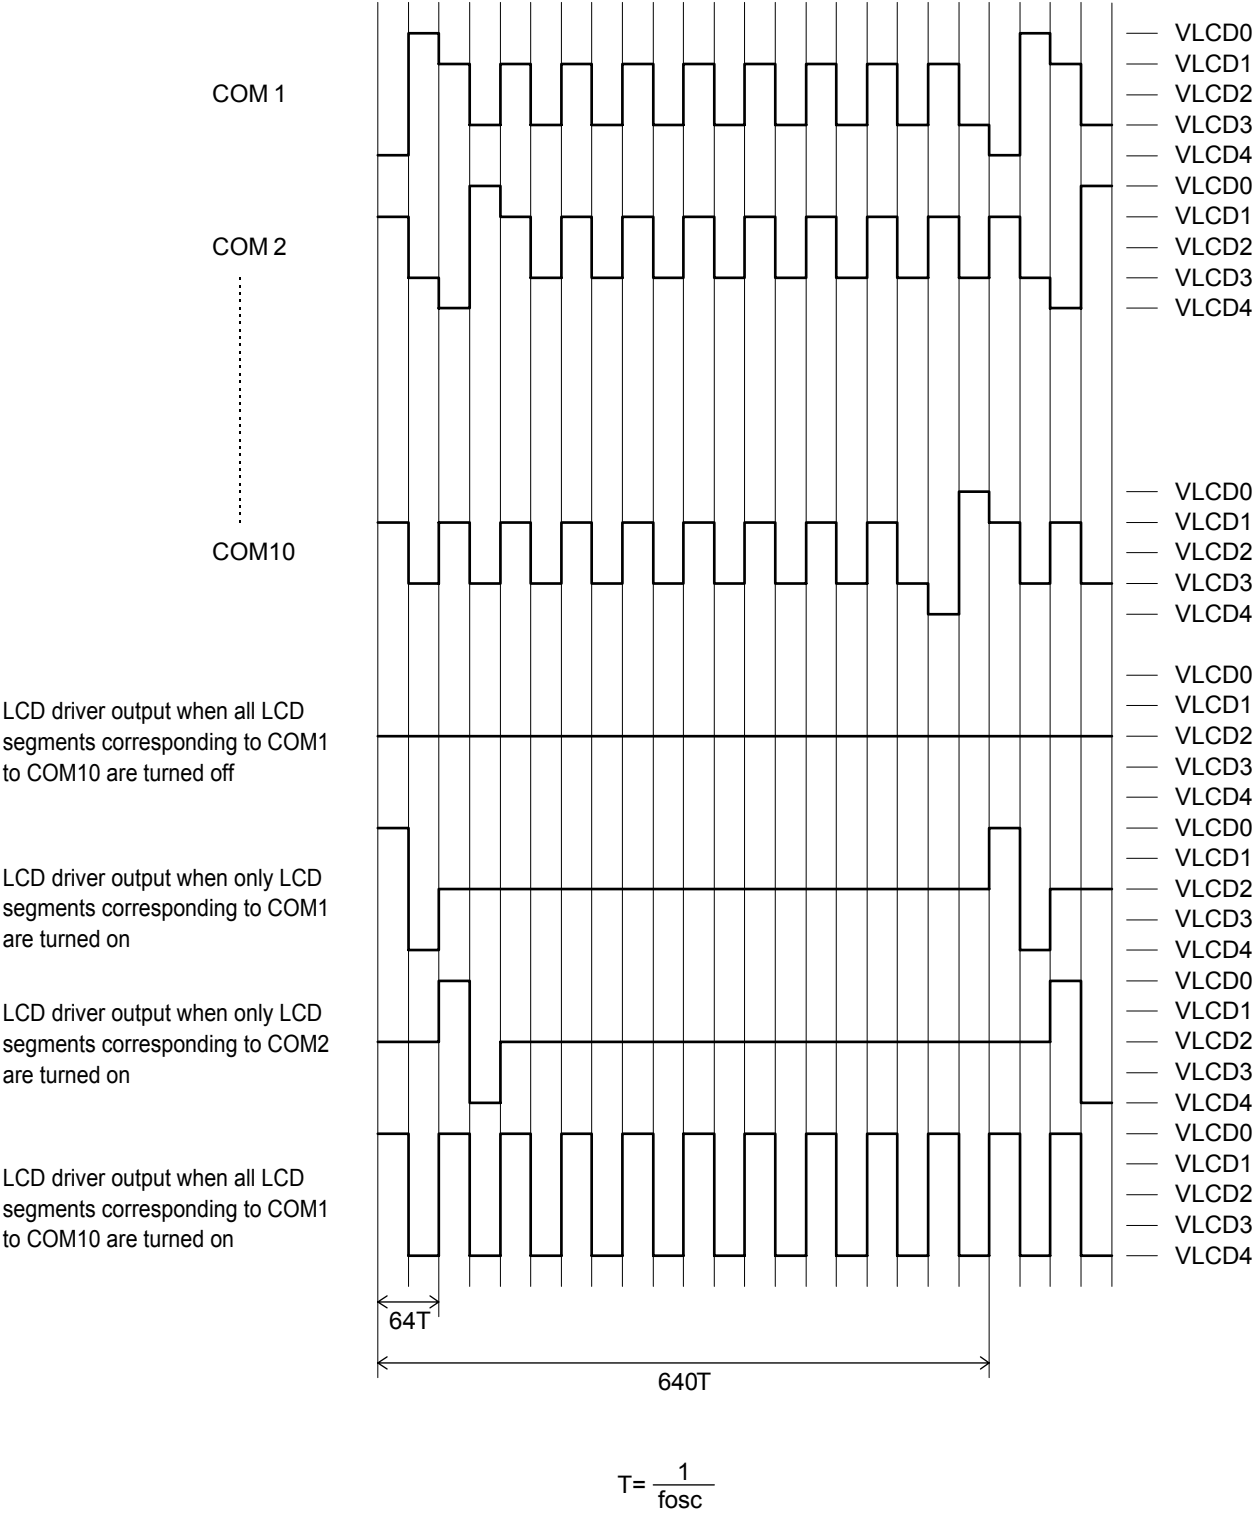 VLCD0
VLCD1
COM 1
VLCD2
VLCD3
VLCD4
VLCD0
VLCD1
COM 2
VLCD2
VLCD3
VLCD4
VLCD0
VLCD1
COM10
VLCD2
VLCD3
VLCD4
LCD driver output when all LCD
segments corresponding to COM1
to COM10 are turned off
VLCD0
VLCD1
VLCD2
VLCD3
VLCD4
LCD driver output when only LCD
segments corresponding to COM1
are turned on
VLCD0
VLCD1
VLCD2
VLCD3
VLCD4
LCD driver output when only LCD
segments corresponding to COM2
are turned on
VLCD0
VLCD1
VLCD2
VLCD3
VLCD4
LCD driver output when all LCD
segments corresponding to COM1
to COM10 are turned on
VLCD0
VLCD1
VLCD2
VLCD3
VLCD4
64T
640T
T= 1
fosc